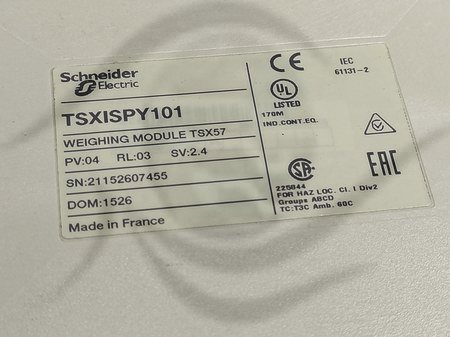 Schneider
Electric
TSXISPY101
WEIGHING MODULE TSX57
PV:04 RL:03 SV:2.4
SN:21152607455
DOM:1526
Made in France
CE
IEC
61131-2
UL
LISTED
170M
IND.CONT.EQ.
SA
225844
FOR HAZ LOC. Cl. I Div2
Groups ABCD
TC:T3C Amb. 60C
EAC